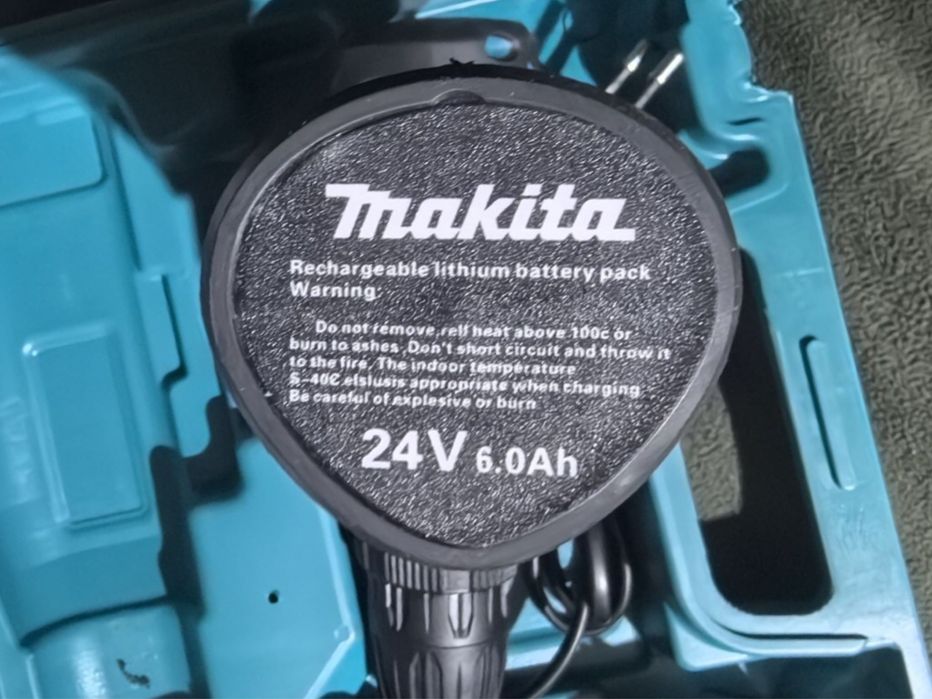 makita
Rechargeable lithium battery pack
Warning:
Do not remove,relf heat above 100c or
burn to ashes ,Don't short circuit and throw it
to the fire, The indoor temperature
5-40C elslusis appropriate when charging
Be careful of explesive or burn
24V 6.0Ah